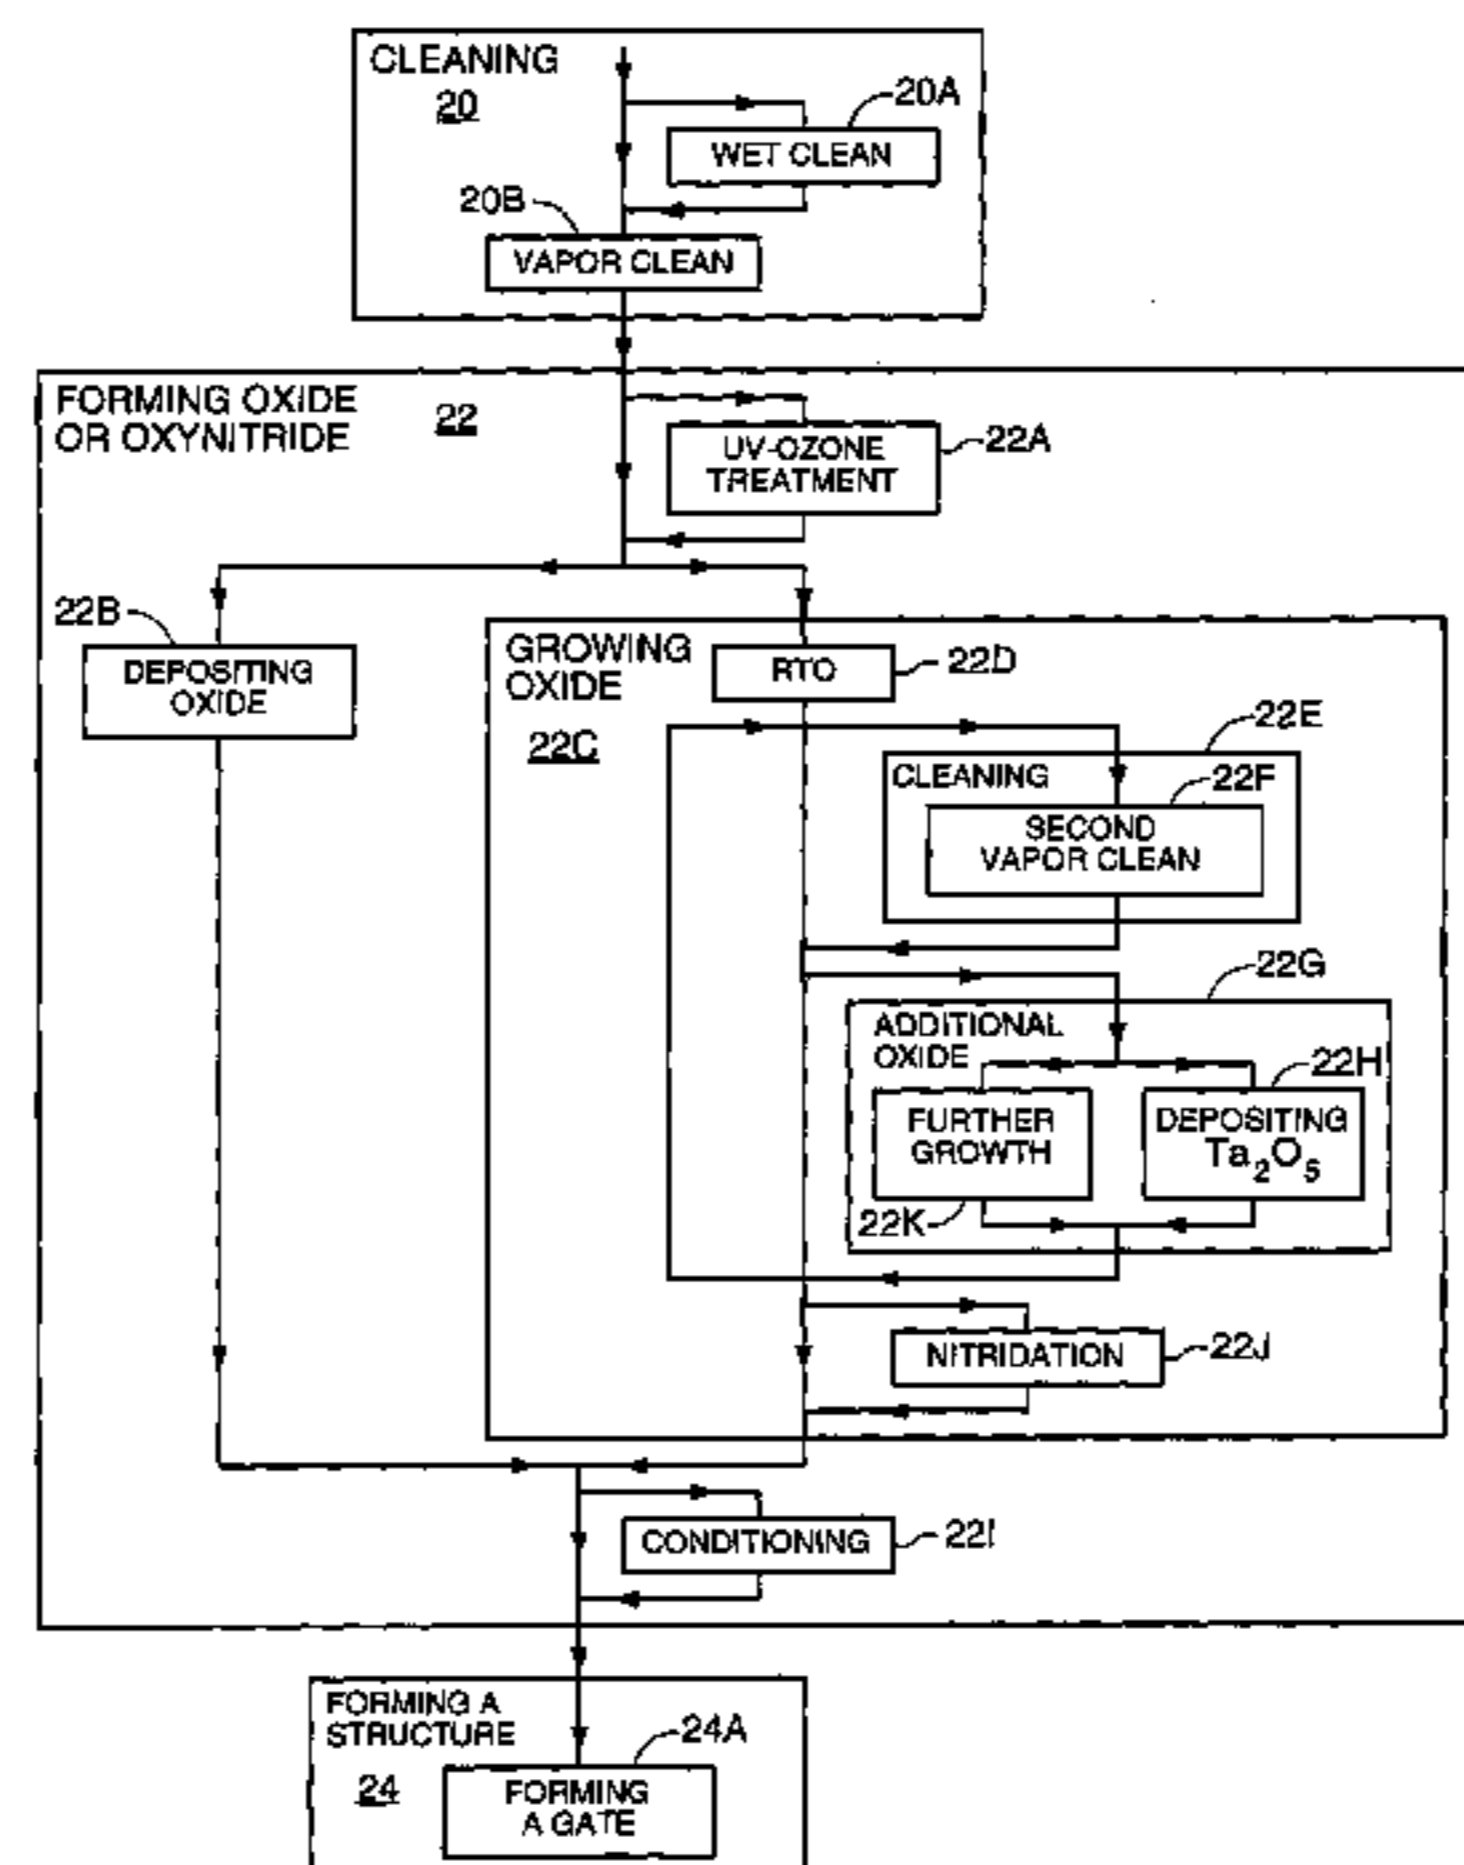 CLEANING
20
20A
WET CLEAN
20B
VAPOR CLEAN
FORMING OXIDE
OR OXYNITRIDE
22
22A
UV-OZONE
TREATMENT
22B
DEPOSITING
OXIDE
GROWING
OXIDE
22C
RTO
22D
22E
CLEANING
22F
SECOND
VAPOR CLEAN
22G
ADDITIONAL
OXIDE
22H
FURTHER
GROWTH
DEPOSITING
Ta₂O₅
22K
NITRIDATION
22J
CONDITIONING
22I
FORMING A
STRUCTURE
24
24A
FORMING
A GATE